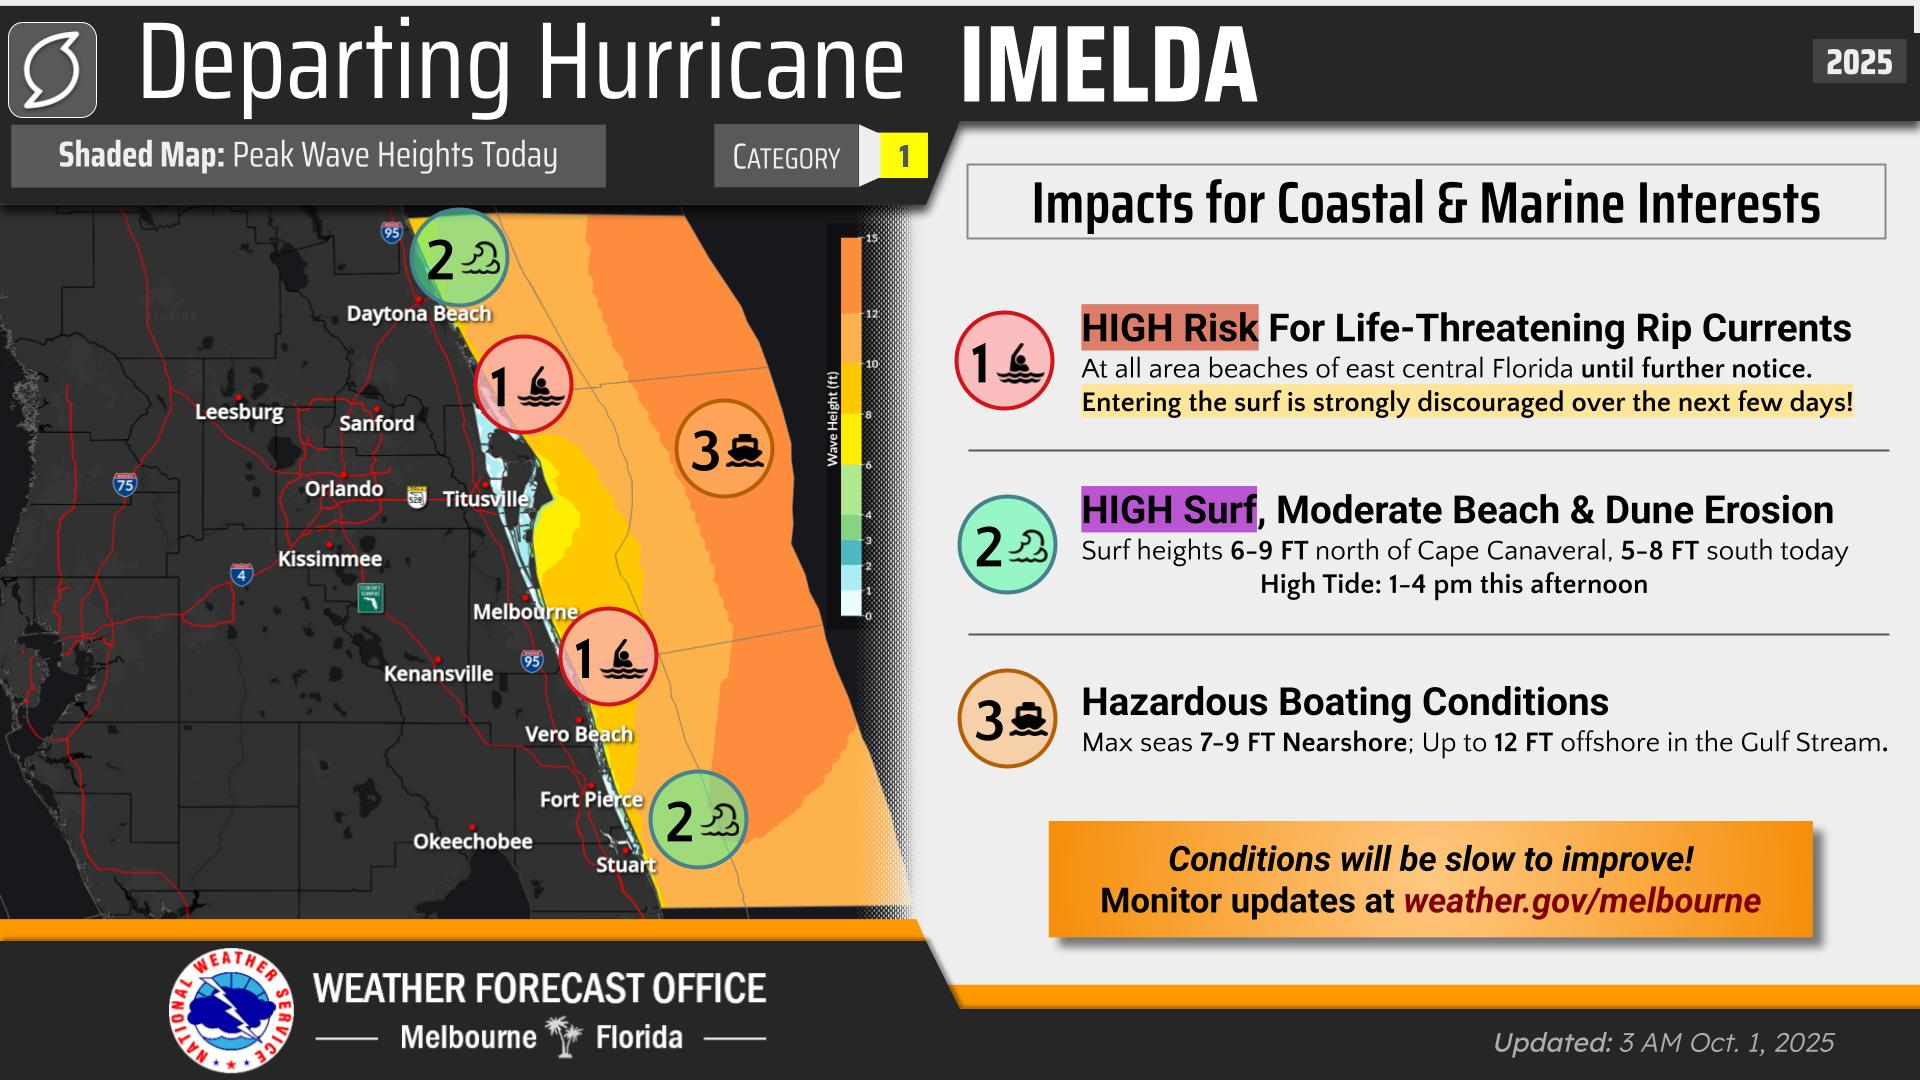 Departing Hurricane IMELDA
2025
Shaded Map: Peak Wave Heights Today
CATEGORY 1
95
2
Daytona Beach
FLORIDA
1
Leesburg
Sanford
3
75
Orlando
528
Titusville
Kissimmee
4
Melbourne
1
95
Kenansville
Vero Beach
Fort Pierce
2
Okeechobee
Stuart
Wave Height (ft)
15
12
10
8
6
4
3
2
1
0
Impacts for Coastal & Marine Interests
1
HIGH Risk For Life-Threatening Rip Currents
At all area beaches of east central Florida until further notice.
Entering the surf is strongly discouraged over the next few days!
2
HIGH Surf, Moderate Beach & Dune Erosion
Surf heights 6-9 FT north of Cape Canaveral, 5-8 FT south today
High Tide: 1-4 pm this afternoon
3
Hazardous Boating Conditions
Max seas 7-9 FT Nearshore; Up to 12 FT offshore in the Gulf Stream.
Conditions will be slow to improve!
Monitor updates at weather.gov/melbourne
NATIONAL WEATHER SERVICE
WEATHER FORECAST OFFICE
Melbourne Florida
Updated: 3 AM Oct. 1, 2025